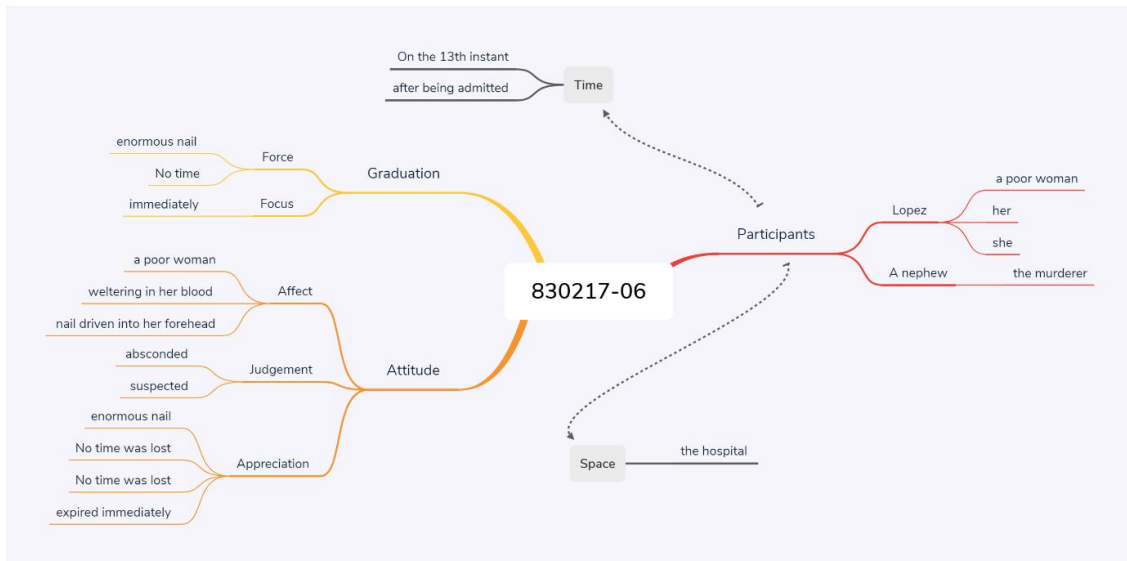 On the 13th instant
after being admitted
Time
enormous nail
No time
Force
immediately
Focus
Graduation
a poor woman
weltering in her blood
nail driven into her forehead
Affect
absconded
suspected
Judgement
enormous nail
No time was lost
No time was lost
expired immediately
Appreciation
Attitude
830217-06
Participants
Lopez
a poor woman
her
she
A nephew
the murderer
Space
the hospital